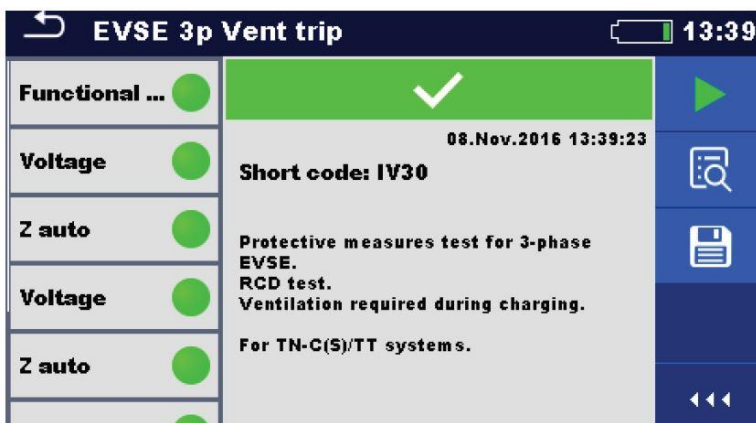 EVSE 3p Vent trip
13:39
Functional ...
Voltage
Z auto
Voltage
Z auto
08.Nov.2016 13:39:23
Short code: IV30
Protective measures test for 3-phase
EVSE.
RCD test.
Ventilation required during charging.
For TN-C(S)/TT systems.